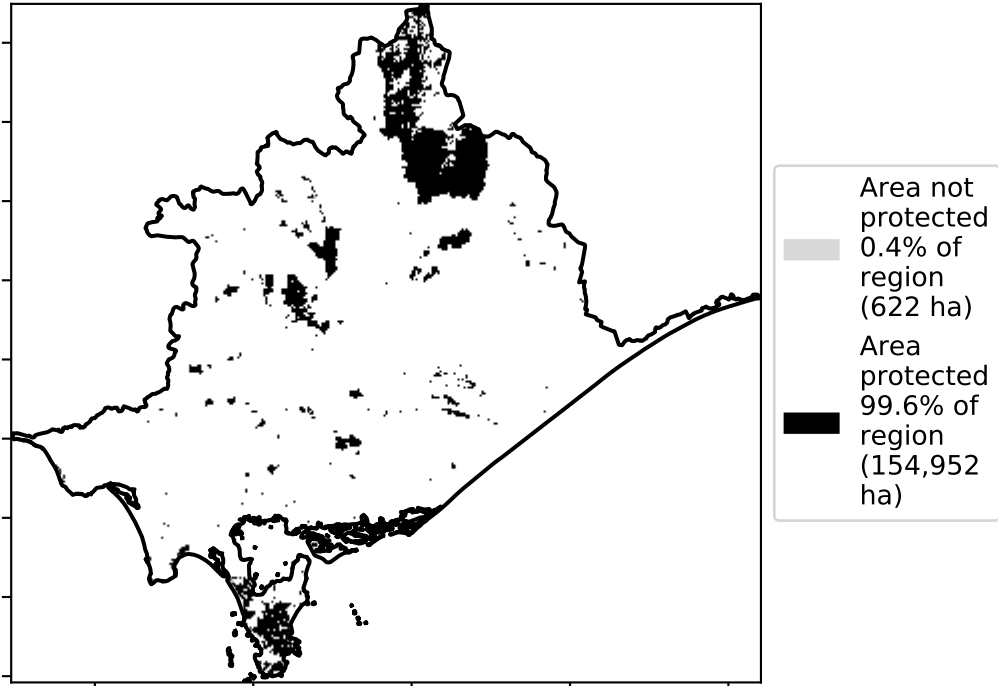 Area not
protected
0.4% of
region
(622 ha)
Area
protected
99.6% of
region
(154,952
ha)